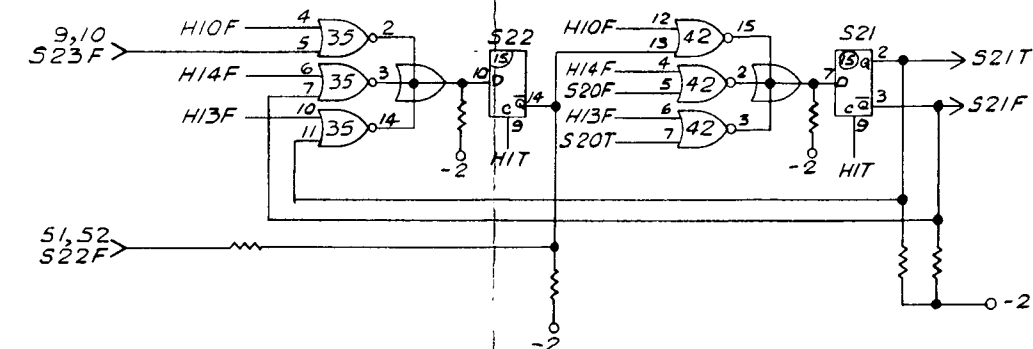 H10F 4 2
9,10 5 35
S23F
H14F 6 35 3
7
H13F 10 35 14
11
S22
15
10 D
C Q 14
9
H1T
-2
H10F 12 15
13 42
H14F 4 42 2
S20F 5
H13F 6 42 3
S20T 7
S21
15 Q 2 S21T
7 D
C Q 3 S21F
9
H1T
-2
51,52
S22F
-2
-2